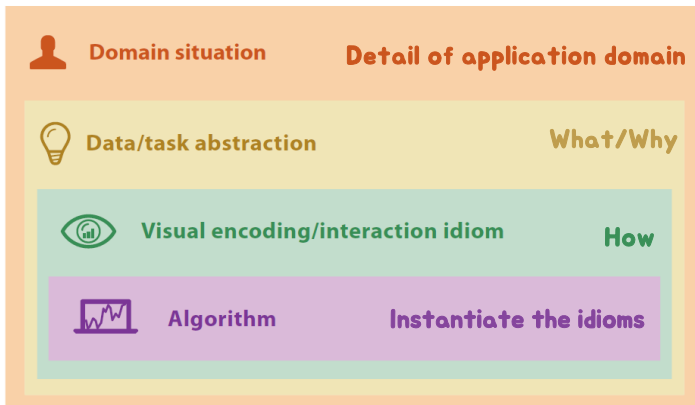 Domain situation Detail of application domain
Data/task abstraction What/Why
Visual encoding/interaction idiom How
Algorithm Instantiate the idioms